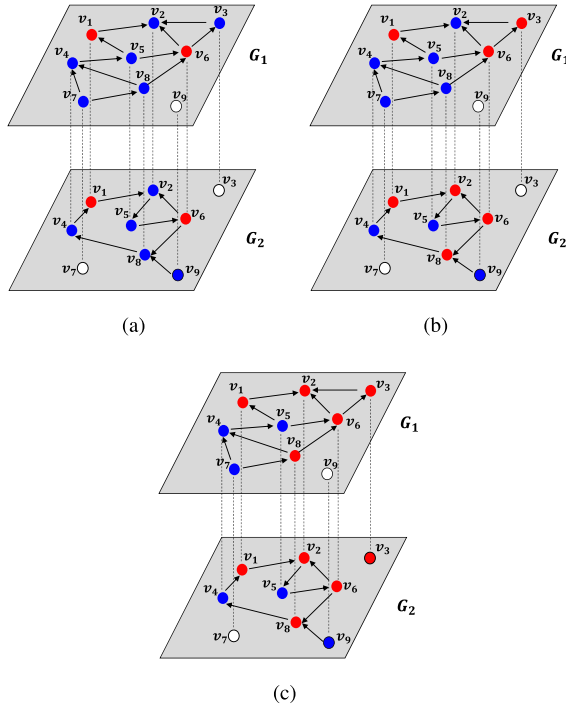 v₂ v₃
v₁ G₁
v₄ v₅ v₆
v₈
v₇ v₉
v₁ v₂ v₃
v₄ v₅ v₆
v₈ G₂
v₇ v₉
(a)
v₂ v₃
v₁ G₁
v₄ v₅ v₆
v₈
v₇ v₉
v₁ v₂ v₃
v₄ v₅ v₆
v₈ G₂
v₇ v₉
(b)
v₂ v₃
v₁
v₄ v₅ v₆ G₁
v₈
v₇ v₉
v₁ v₂ v₃
v₄ v₅ v₆
v₈ G₂
v₇ v₉
(c)